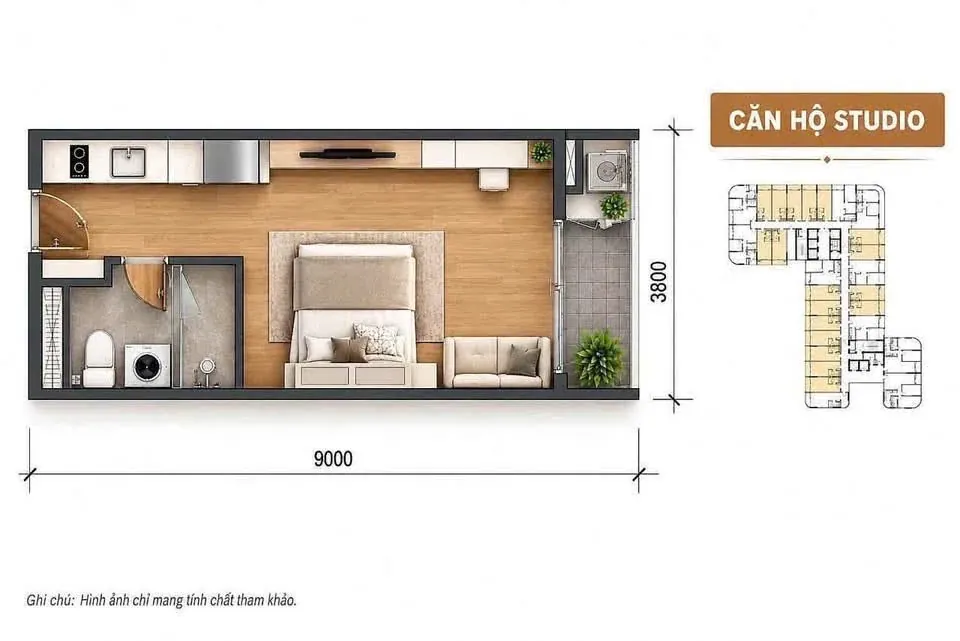 CĂN HỘ STUDIO
3800
9000
Ghi chú: Hình ảnh chỉ mang tính chất tham khảo.